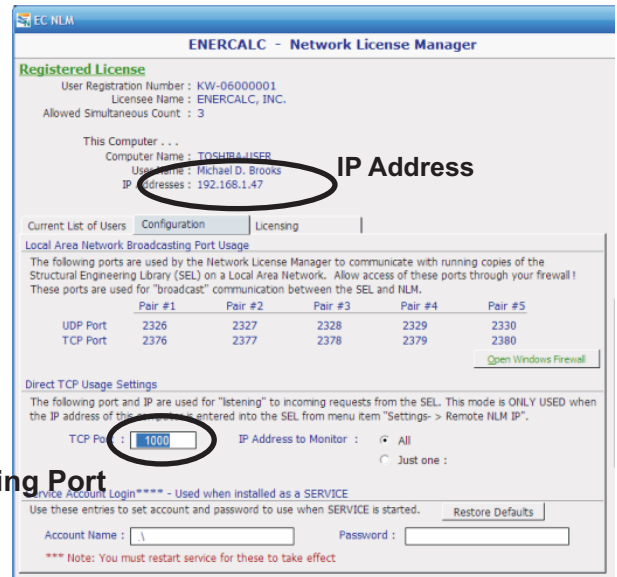 EC NLM
ENERCALC - Network License Manager
Registered License
User Registration Number : KW-06000001
Licensee Name : ENERCALC, INC.
Allowed Simultaneous Count : 3
This Computer . . .
Computer Name : TOSHIBA-USER
User Name : Michael D. Brooks
IP Addresses : 192.168.1.47
IP Address
Current List of Users Configuration Licensing
Local Area Network Broadcasting Port Usage
The following ports are used by the Network License Manager to communicate with running copies of the
Structural Engineering Library (SEL) on a Local Area Network. Allow access of these ports through your firewall !
These ports are used for "broadcast" communication between the SEL and NLM.
Pair #1 Pair #2 Pair #3 Pair #4 Pair #5
UDP Port 2326 2327 2328 2329 2330
TCP Port 2376 2377 2378 2379 2380
Open Windows Firewall
Direct TCP Usage Settings
The following port and IP are used for "listening" to incoming requests from the SEL. This mode is ONLY USED when
the IP address of this computer is entered into the SEL from menu item "Settings- > Remote NLM IP".
TCP Port : 1000 IP Address to Monitor : All
Just one :
ing Port
Service Account Login**** - Used when installed as a SERVICE
Use these entries to set account and password to use when SERVICE is started. Restore Defaults
Account Name : .\ Password :
*** Note: You must restart service for these to take effect